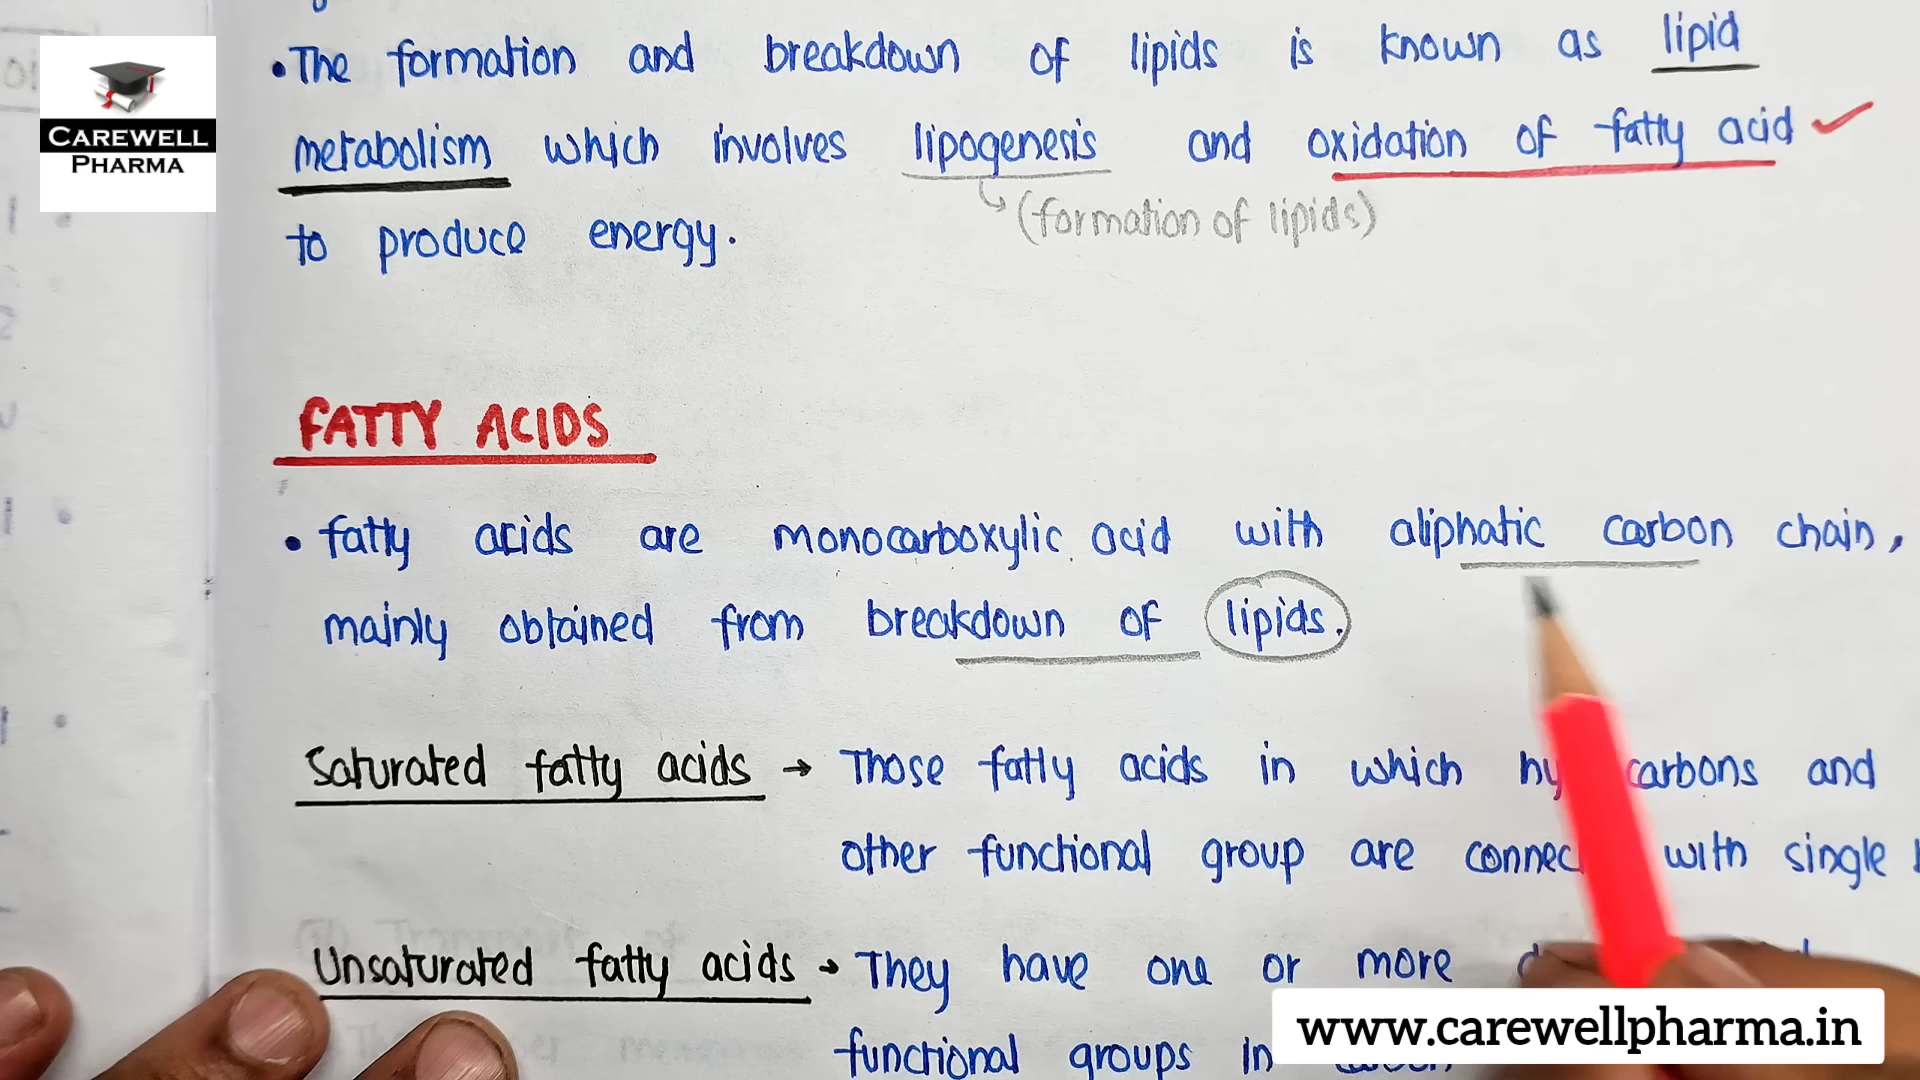 CAREWELL
PHARMA
•The formation and breakdown of lipids is known as lipid
metabolism which involves lipogenesis and oxidation of fatty acid
(formation of lipids)
to produce energy.
FATTY ACIDS
• fatty acids are monocarboxylic acid with aliphatic carbon chain,
mainly obtained from breakdown of lipids.
Saturated fatty acids → Those fatty acids in which carbons and
other functional group are with single
Unsaturated fatty acids → They have one or more
functional groups in
www.carewellpharma.in